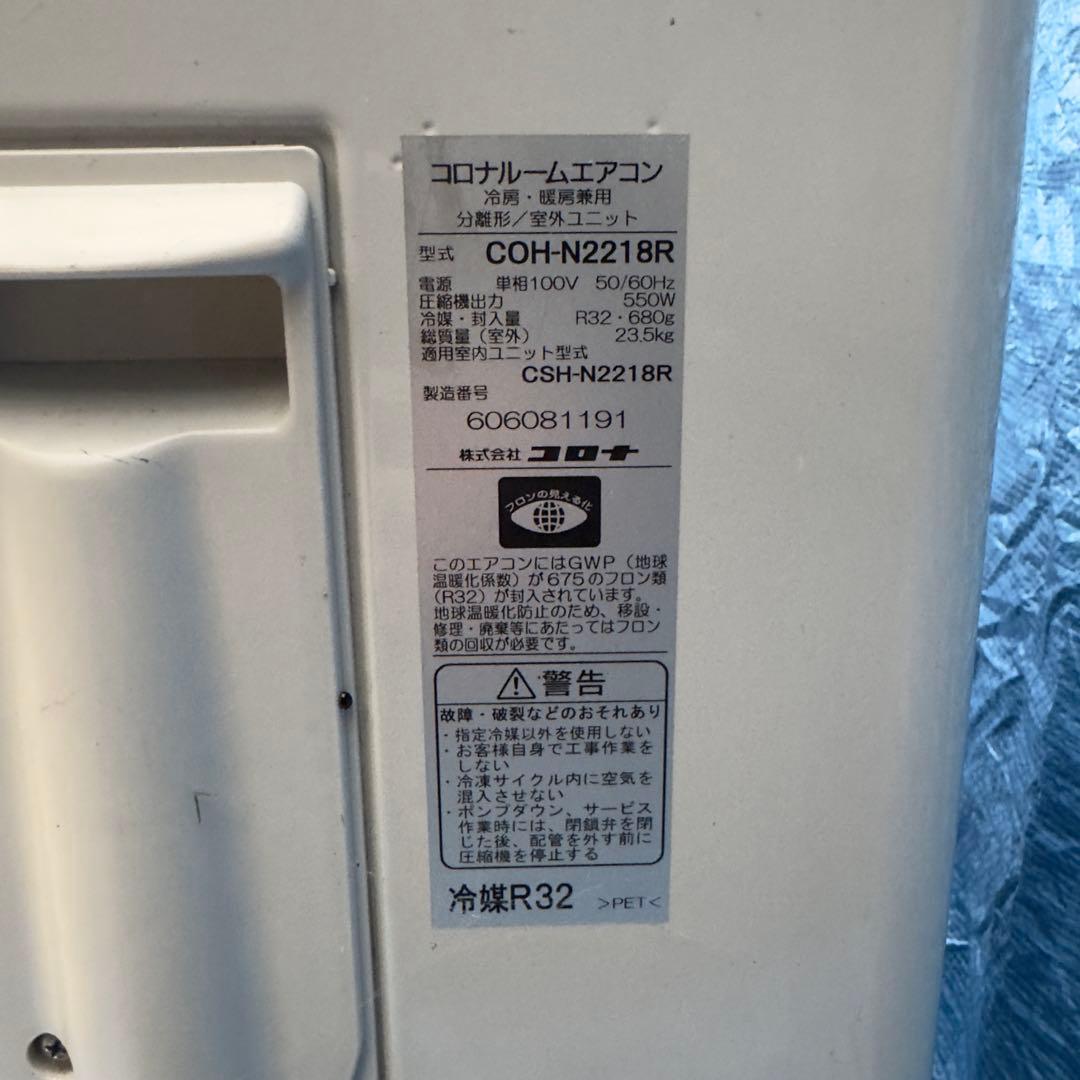 コロナルームエアコン
冷房・暖房兼用
分離形／室外ユニット
型式 COH-N2218R
電源 単相100V 50/60Hz
圧縮機出力 550W
冷媒・封入量 R32・680g
総質量（室外） 23.5kg
適用室内ユニット型式
CSH-N2218R
製造番号
606081191
株式会社 コロナ
フロンの見える化
このエアコンにはGWP（地球
温暖化係数）が675のフロン類
（R32）が封入されています。
地球温暖化防止のため、移設・
修理・廃棄等にあたってはフロン
類の回収が必要です。
警告
故障・破裂などのおそれあり
・指定冷媒以外を使用しない
・お客様自身で工事作業を
しない
・冷凍サイクル内に空気を
混入させない
・ポンプダウン、サービス
作業時には、閉鎖弁を閉
じた後、配管を外す前に
圧縮機を停止する
冷媒R32 >PET<